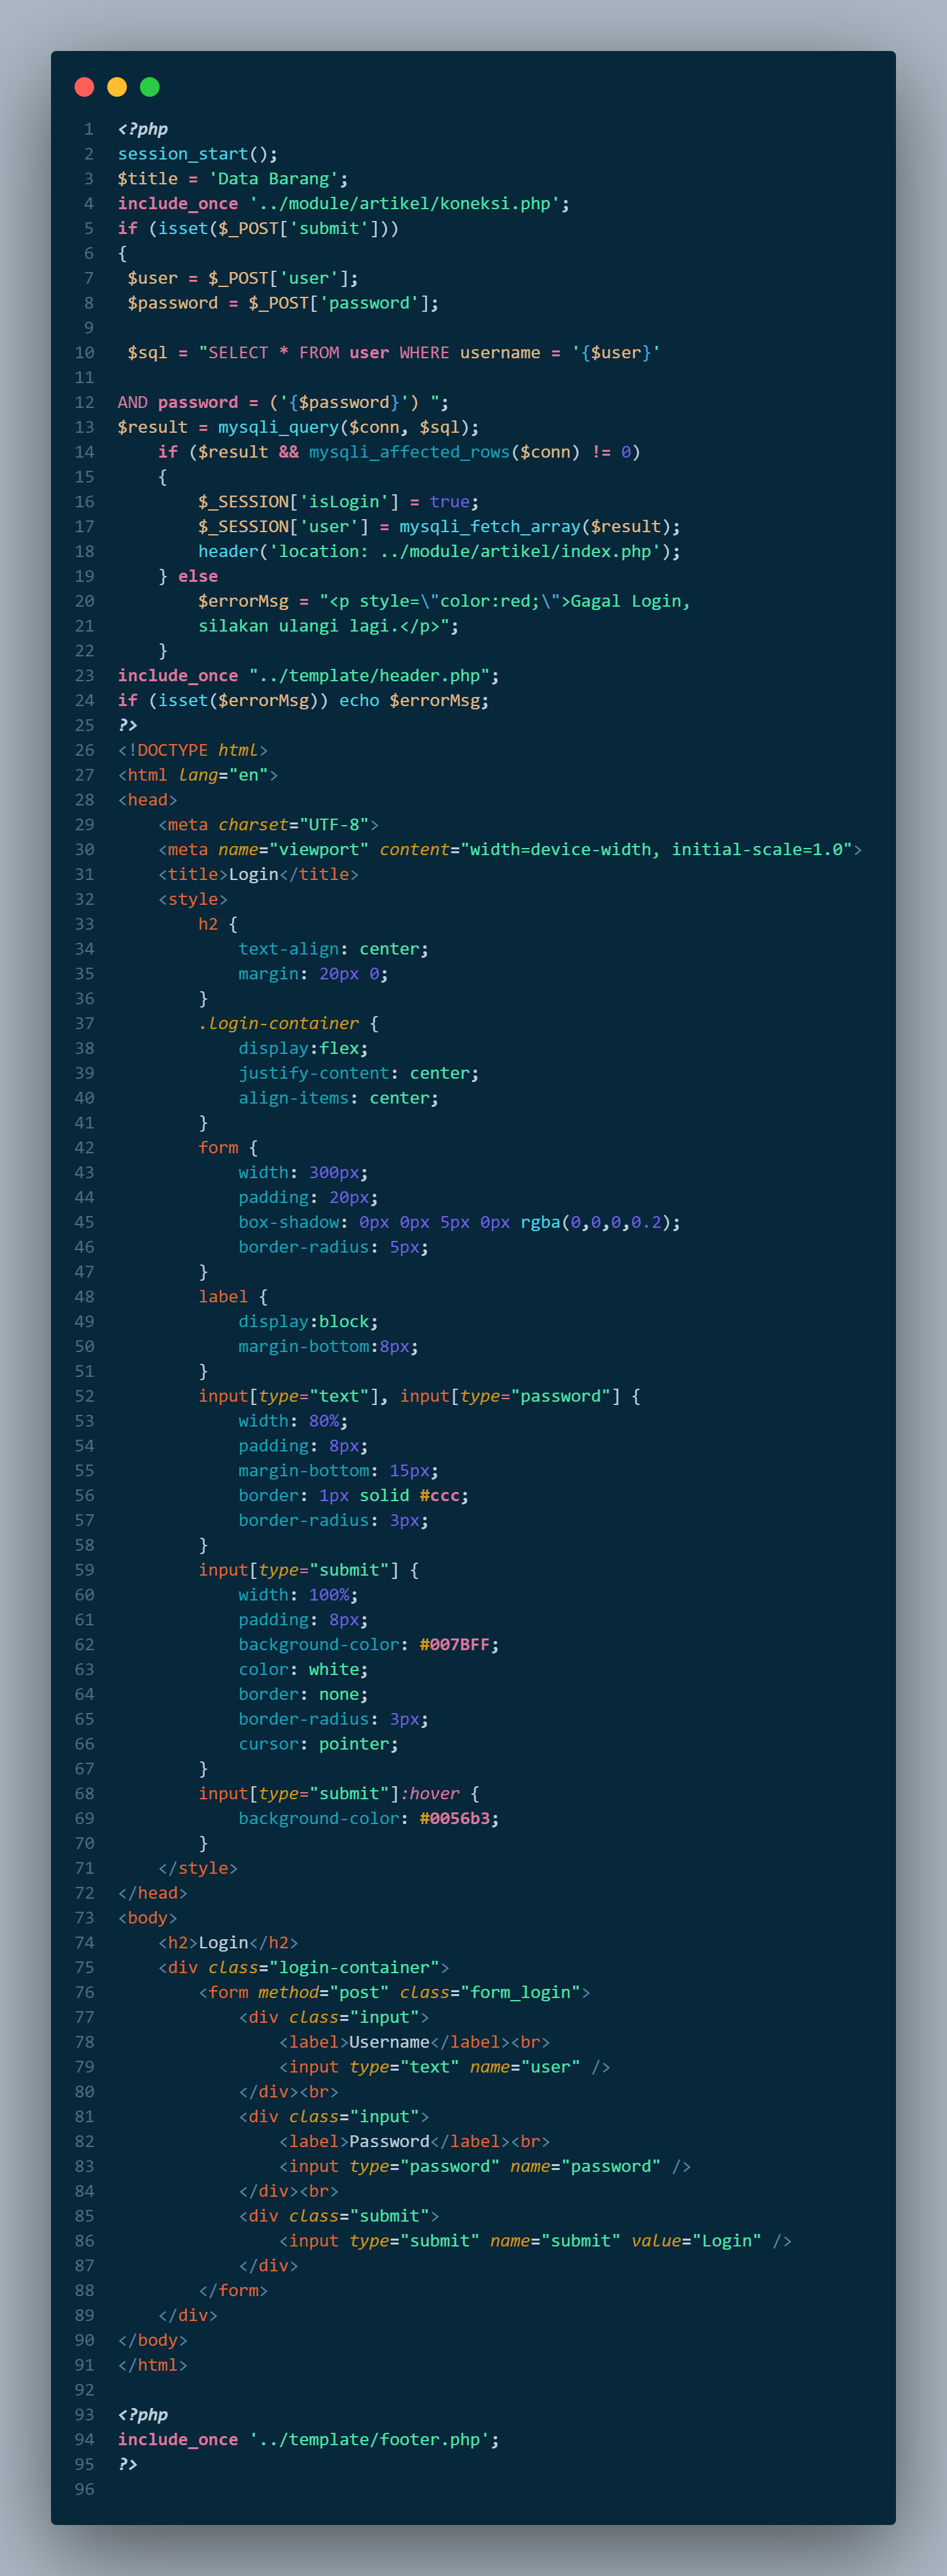 1 <?php
2 session_start();
3 $title = 'Data Barang';
4 include_once '../module/artikel/koneksi.php';
5 if (isset($_POST['submit']))
6 {
7  $user = $_POST['user'];
8  $password = $_POST['password'];
9
10  $sql = "SELECT * FROM user WHERE username = '{$user}'
11
12 AND password = ('{$password}') ";
13 $result = mysqli_query($conn, $sql);
14     if ($result && mysqli_affected_rows($conn) != 0)
15     {
16         $_SESSION['isLogin'] = true;
17         $_SESSION['user'] = mysqli_fetch_array($result);
18         header('location: ../module/artikel/index.php');
19     } else
20         $errorMsg = "<p style=\"color:red;\">Gagal Login,
21         silakan ulangi lagi.</p>";
22     }
23 include_once "../template/header.php";
24 if (isset($errorMsg)) echo $errorMsg;
25 ?>
26 <!DOCTYPE html>
27 <html lang="en">
28 <head>
29     <meta charset="UTF-8">
30     <meta name="viewport" content="width=device-width, initial-scale=1.0">
31     <title>Login</title>
32     <style>
33         h2 {
34             text-align: center;
35             margin: 20px 0;
36         }
37         .login-container {
38             display:flex;
39             justify-content: center;
40             align-items: center;
41         }
42         form {
43             width: 300px;
44             padding: 20px;
45             box-shadow: 0px 0px 5px 0px rgba(0,0,0,0.2);
46             border-radius: 5px;
47         }
48         label {
49             display:block;
50             margin-bottom:8px;
51         }
52         input[type="text"], input[type="password"] {
53             width: 80%;
54             padding: 8px;
55             margin-bottom: 15px;
56             border: 1px solid #ccc;
57             border-radius: 3px;
58         }
59         input[type="submit"] {
60             width: 100%;
61             padding: 8px;
62             background-color: #007BFF;
63             color: white;
64             border: none;
65             border-radius: 3px;
66             cursor: pointer;
67         }
68         input[type="submit"]:hover {
69             background-color: #0056b3;
70         }
71     </style>
72 </head>
73 <body>
74     <h2>Login</h2>
75     <div class="login-container">
76         <form method="post" class="form_login">
77             <div class="input">
78                 <label>Username</label><br>
79                 <input type="text" name="user" />
80             </div><br>
81             <div class="input">
82                 <label>Password</label><br>
83                 <input type="password" name="password" />
84             </div><br>
85             <div class="submit">
86                 <input type="submit" name="submit" value="Login" />
87             </div>
88         </form>
89     </div>
90 </body>
91 </html>
92
93 <?php
94 include_once '../template/footer.php';
95 ?>
96